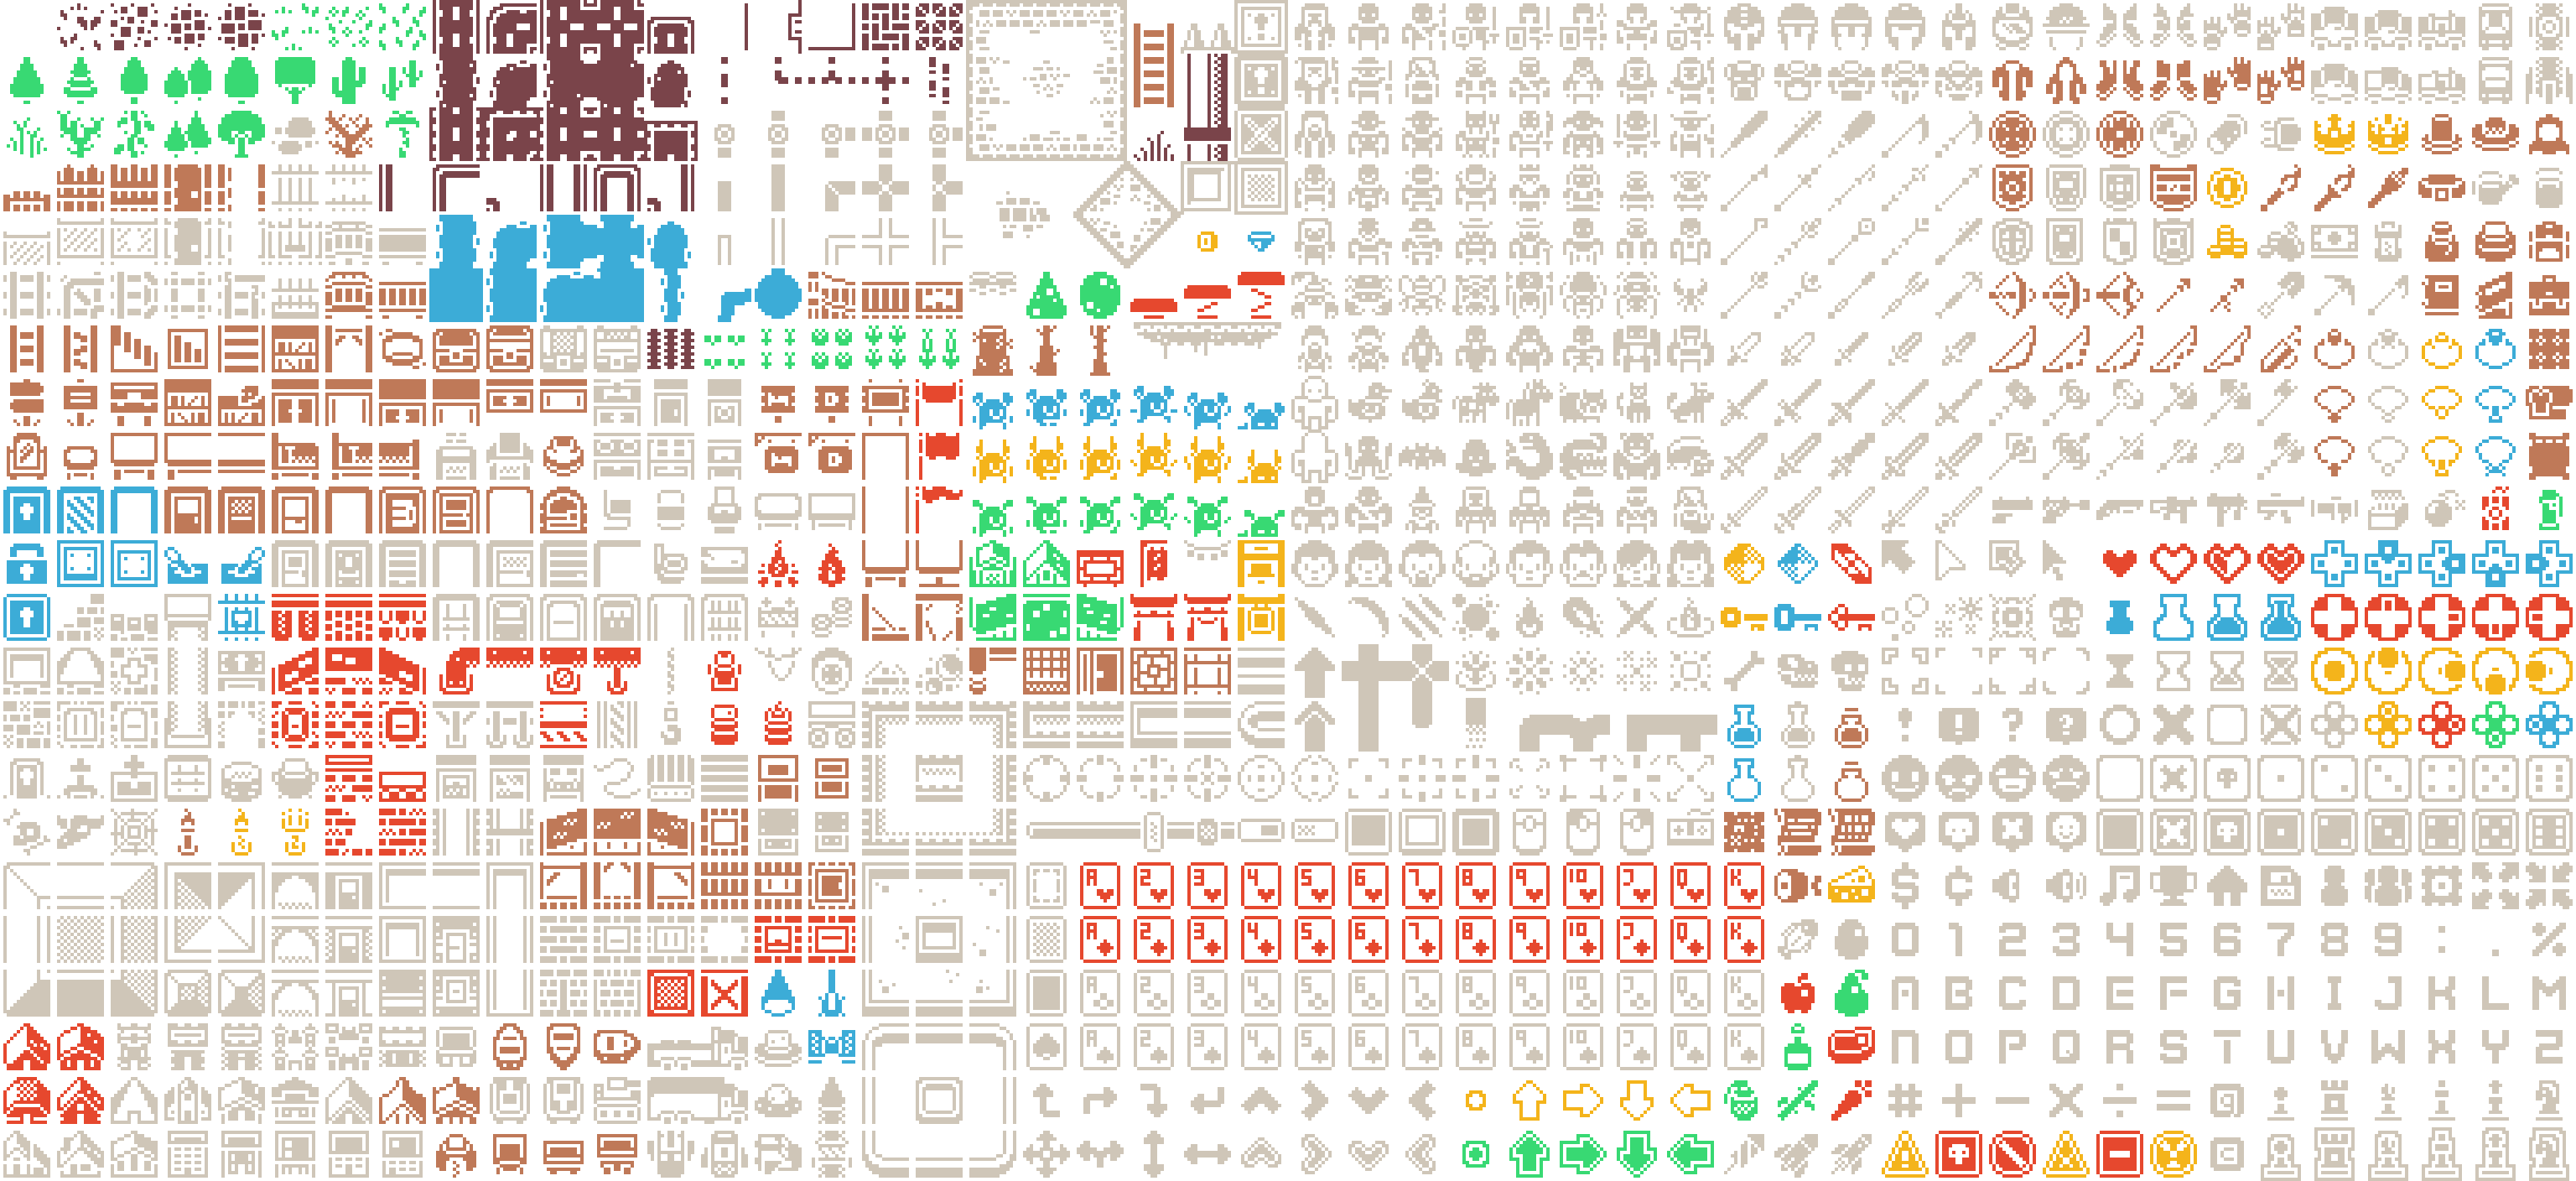 ! ! ? ?
A 2 3 4 5 6 7 8 9 10 J Q K $ ¢
A 2 3 4 5 6 7 8 9 10 J Q K 0 1 2 3 4 5 6 7 8 9 : . %
A 2 3 4 5 6 7 8 9 10 J Q K A B C D E F G H I J K L M
A 2 3 4 5 6 7 8 9 10 J Q K N O P Q R S T U V W X Y Z
# + - × ÷ = @